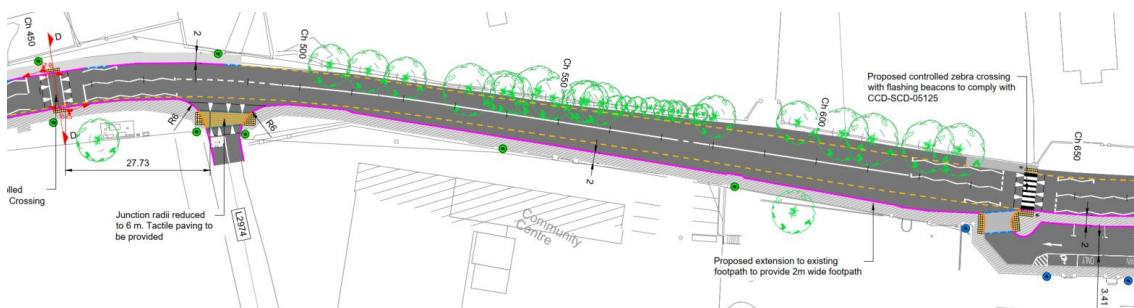 Ch 450
D
2
Ch 500
Ch 550
Ch 600
Ch 650
Proposed controlled zebra crossing
with flashing beacons to comply with
CCD-SCD-05125
R6
R6
D
27.73
2
lled
Crossing
Junction radii reduced
to 6 m. Tactile paving to
be provided
L2974
Community
Centre
Proposed extension to existing
footpath to provide 2m wide footpath
2
ONLY
3.41